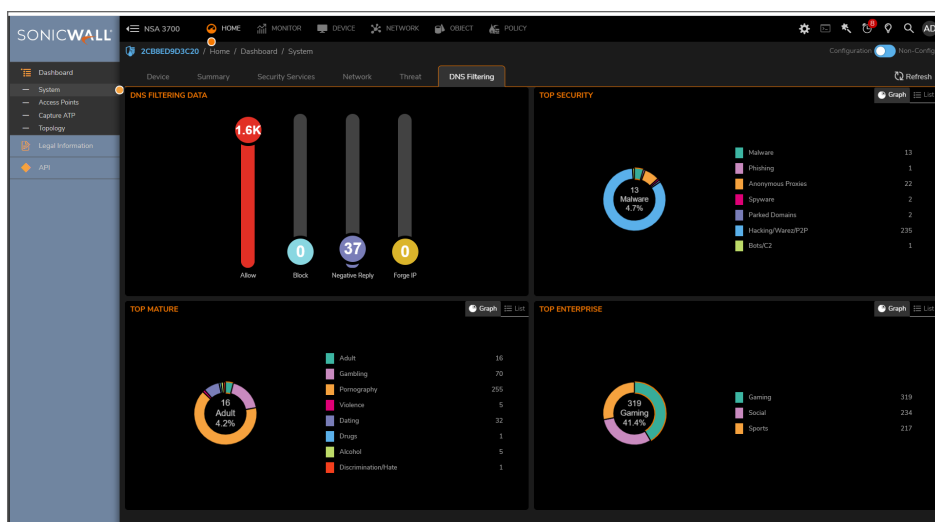 SONICWALL
NSA 3700
HOME
MONITOR
DEVICE
NETWORK
OBJECT
POLICY
8
AD
2CB8ED9D3C20 / Home / Dashboard / System
Configuration
Non-Config
Dashboard
System
Access Points
Capture ATP
Topology
Legal Information
API
Device
Summary
Security Services
Network
Threat
DNS Filtering
Refresh
DNS FILTERING DATA
1.6K
0
37
0
Allow
Block
Negative Reply
Forge IP
TOP SECURITY
Graph
List
13
Malware
4.7%
Malware 13
Phishing 1
Anonymous Proxies 22
Spyware 2
Parked Domains 2
Hacking/Warez/P2P 235
Bots/C2 1
TOP MATURE
Graph
List
16
Adult
4.2%
Adult 16
Gambling 70
Pornography 255
Violence 5
Dating 32
Drugs 1
Alcohol 5
Discrimination/Hate 1
TOP ENTERPRISE
Graph
List
319
Gaming
41.4%
Gaming 319
Social 234
Sports 217